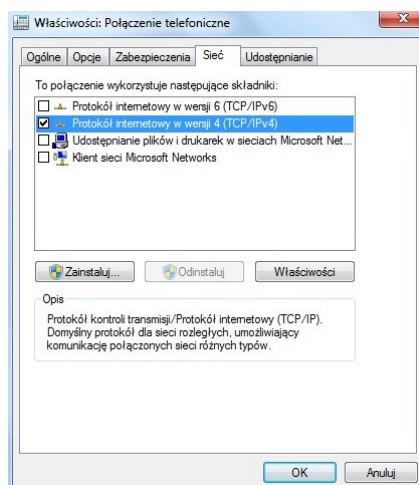 Właściwości: Połączenie telefoniczne
Ogólne Opcje Zabezpieczenia Sieć Udostępnianie
To połączenie wykorzystuje następujące składniki:
Protokół internetowy w wersji 6 (TCP/IPv6)
Protokół internetowy w wersji 4 (TCP/IPv4)
Udostępnianie plików i drukarek w sieciach Microsoft Net...
Klient sieci Microsoft Networks
Zainstaluj... Odinstaluj Właściwości
Opis
Protokół kontroli transmisji/Protokół internetowy (TCP/IP).
Domyślny protokół dla sieci rozległych, umożliwiający
komunikację połączonych sieci różnych typów.
OK Anuluj